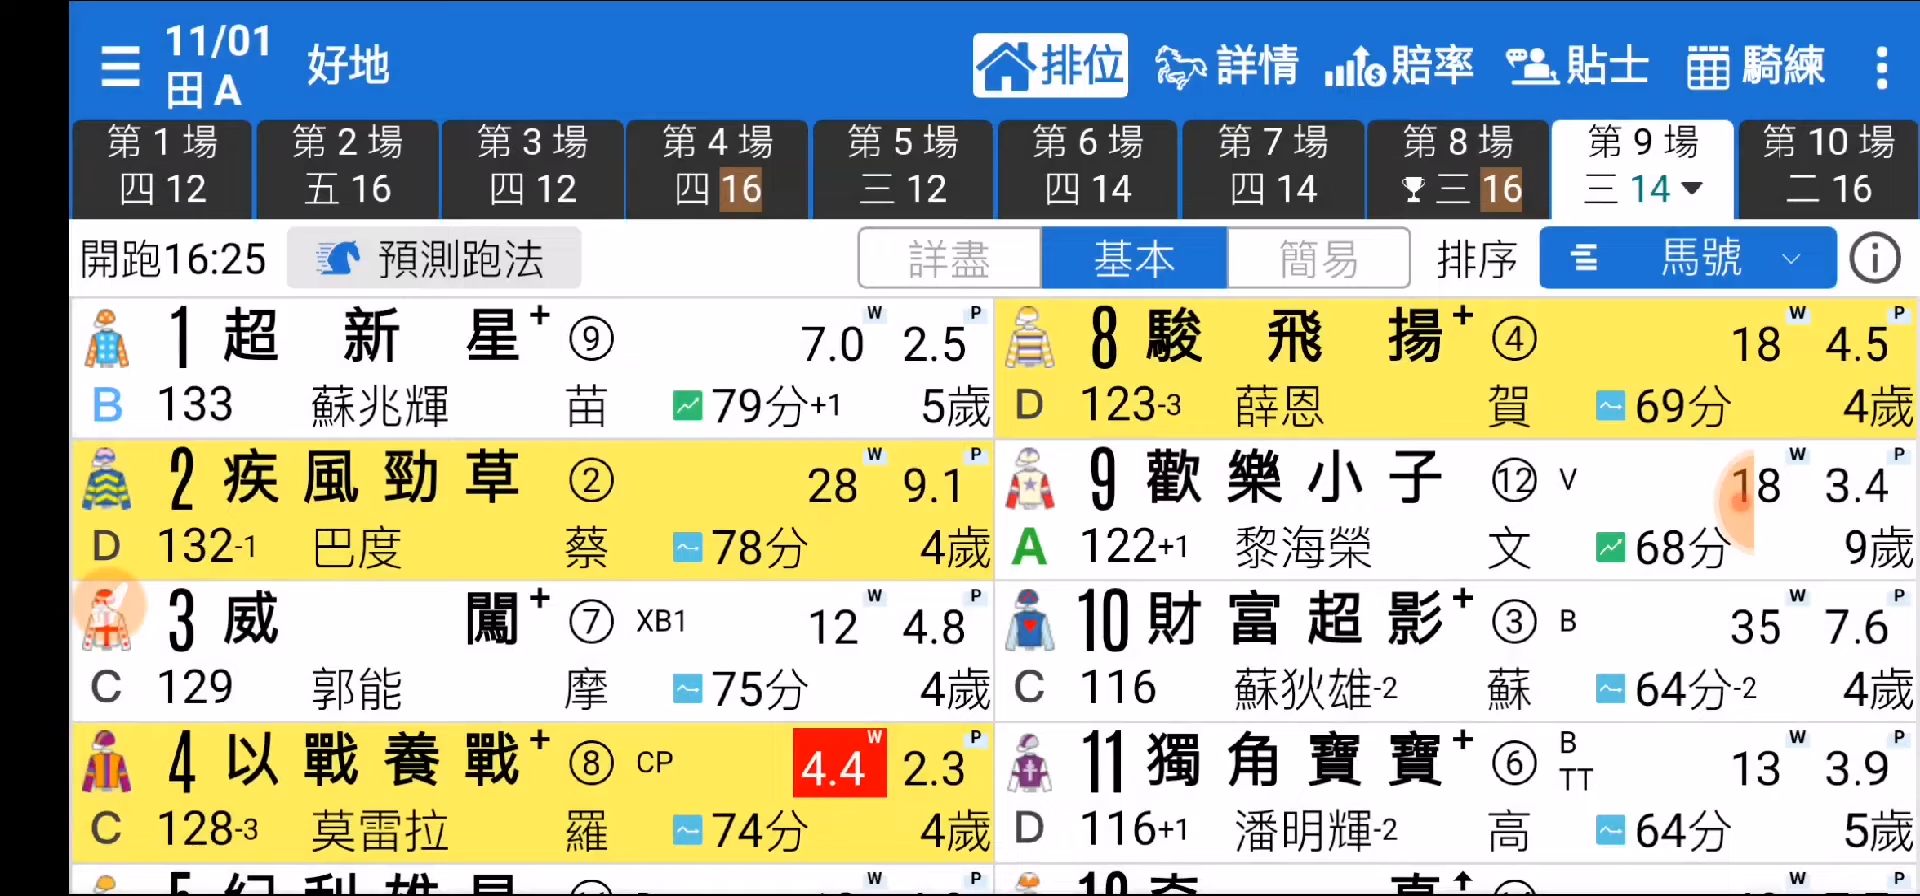 11/01
田 A
好地
排位 詳情 賠率 貼士 騎練
第 1 場 第 2 場 第 3 場 第 4 場 第 5 場 第 6 場 第 7 場 第 8 場 第 9 場 第 10 場
四 12 五 16 四 12 四 16 三 12 四 14 四 14 三 16 三 14 二 16
開跑16:25 預測跑法 詳盡 基本 簡易 排序 馬號
1 超新星+ ⑨ 7.0 W 2.5 P
B 133 蘇兆輝 苗 79分+1 5歲
2 疾風勁草 ② 28 W 9.1 P
D 132-1 巴度 蔡 78分 4歲
3 威闖+ ⑦ XB1 12 W 4.8 P
C 129 郭能 摩 75分 4歲
4 以戰養戰+ ⑧ CP 4.4 W 2.3 P
C 128-3 莫雷拉 羅 74分 4歲
8 駿飛揚+ ④ 18 W 4.5 P
D 123-3 薛恩 賀 69分 4歲
9 歡樂小子 ⑫ V 18 W 3.4 P
A 122+1 黎海榮 文 68分 9歲
10 財富超影+ ③ B 35 W 7.6 P
C 116 蘇狄雄-2 蘇 64分-2 4歲
11 獨角寶寶+ ⑥ B TT 13 W 3.9 P
D 116+1 潘明輝-2 高 64分 5歲
W P
W P